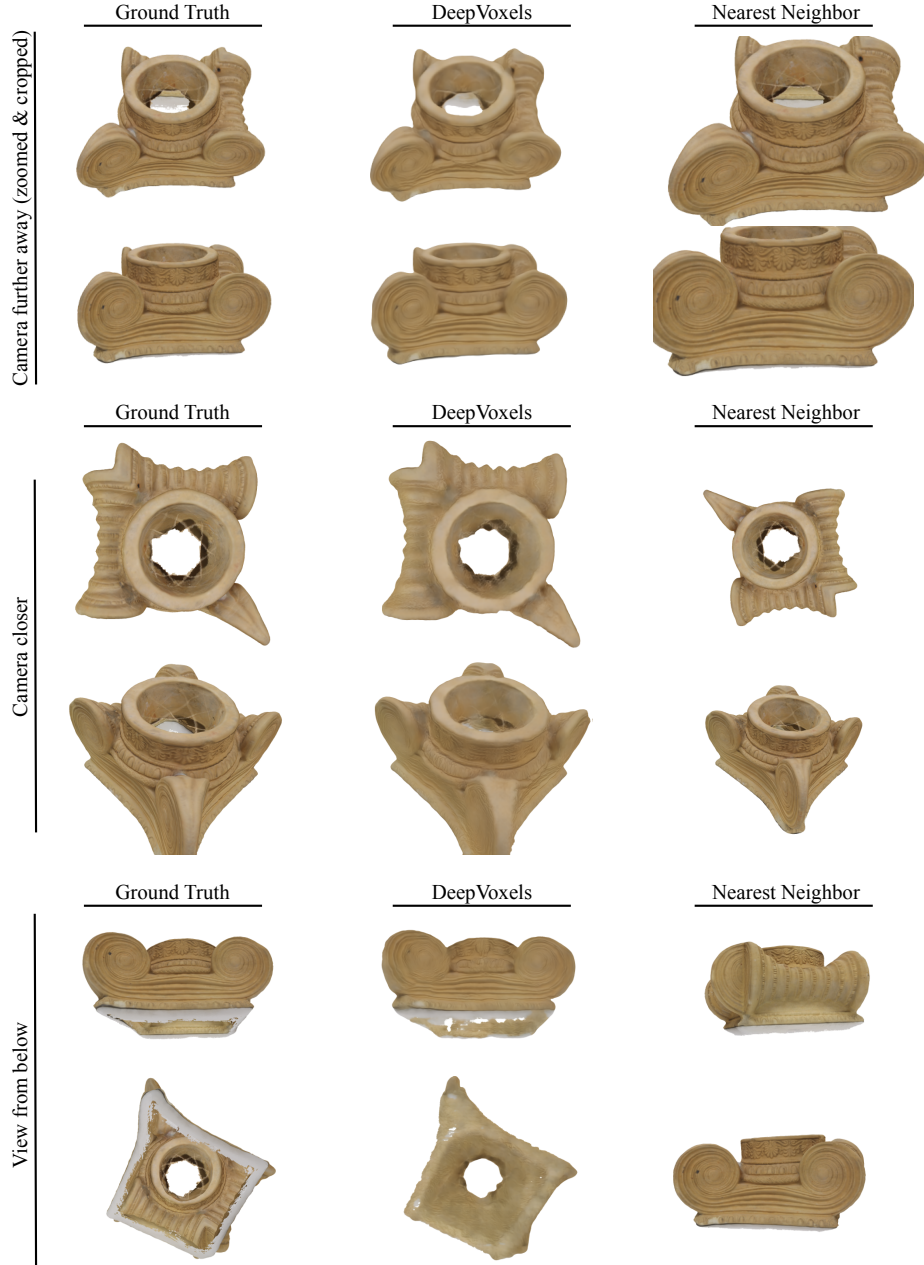 Ground Truth
DeepVoxels
Nearest Neighbor
Camera further away (zoomed & cropped)
Ground Truth
DeepVoxels
Nearest Neighbor
Camera closer
Ground Truth
DeepVoxels
Nearest Neighbor
View from below